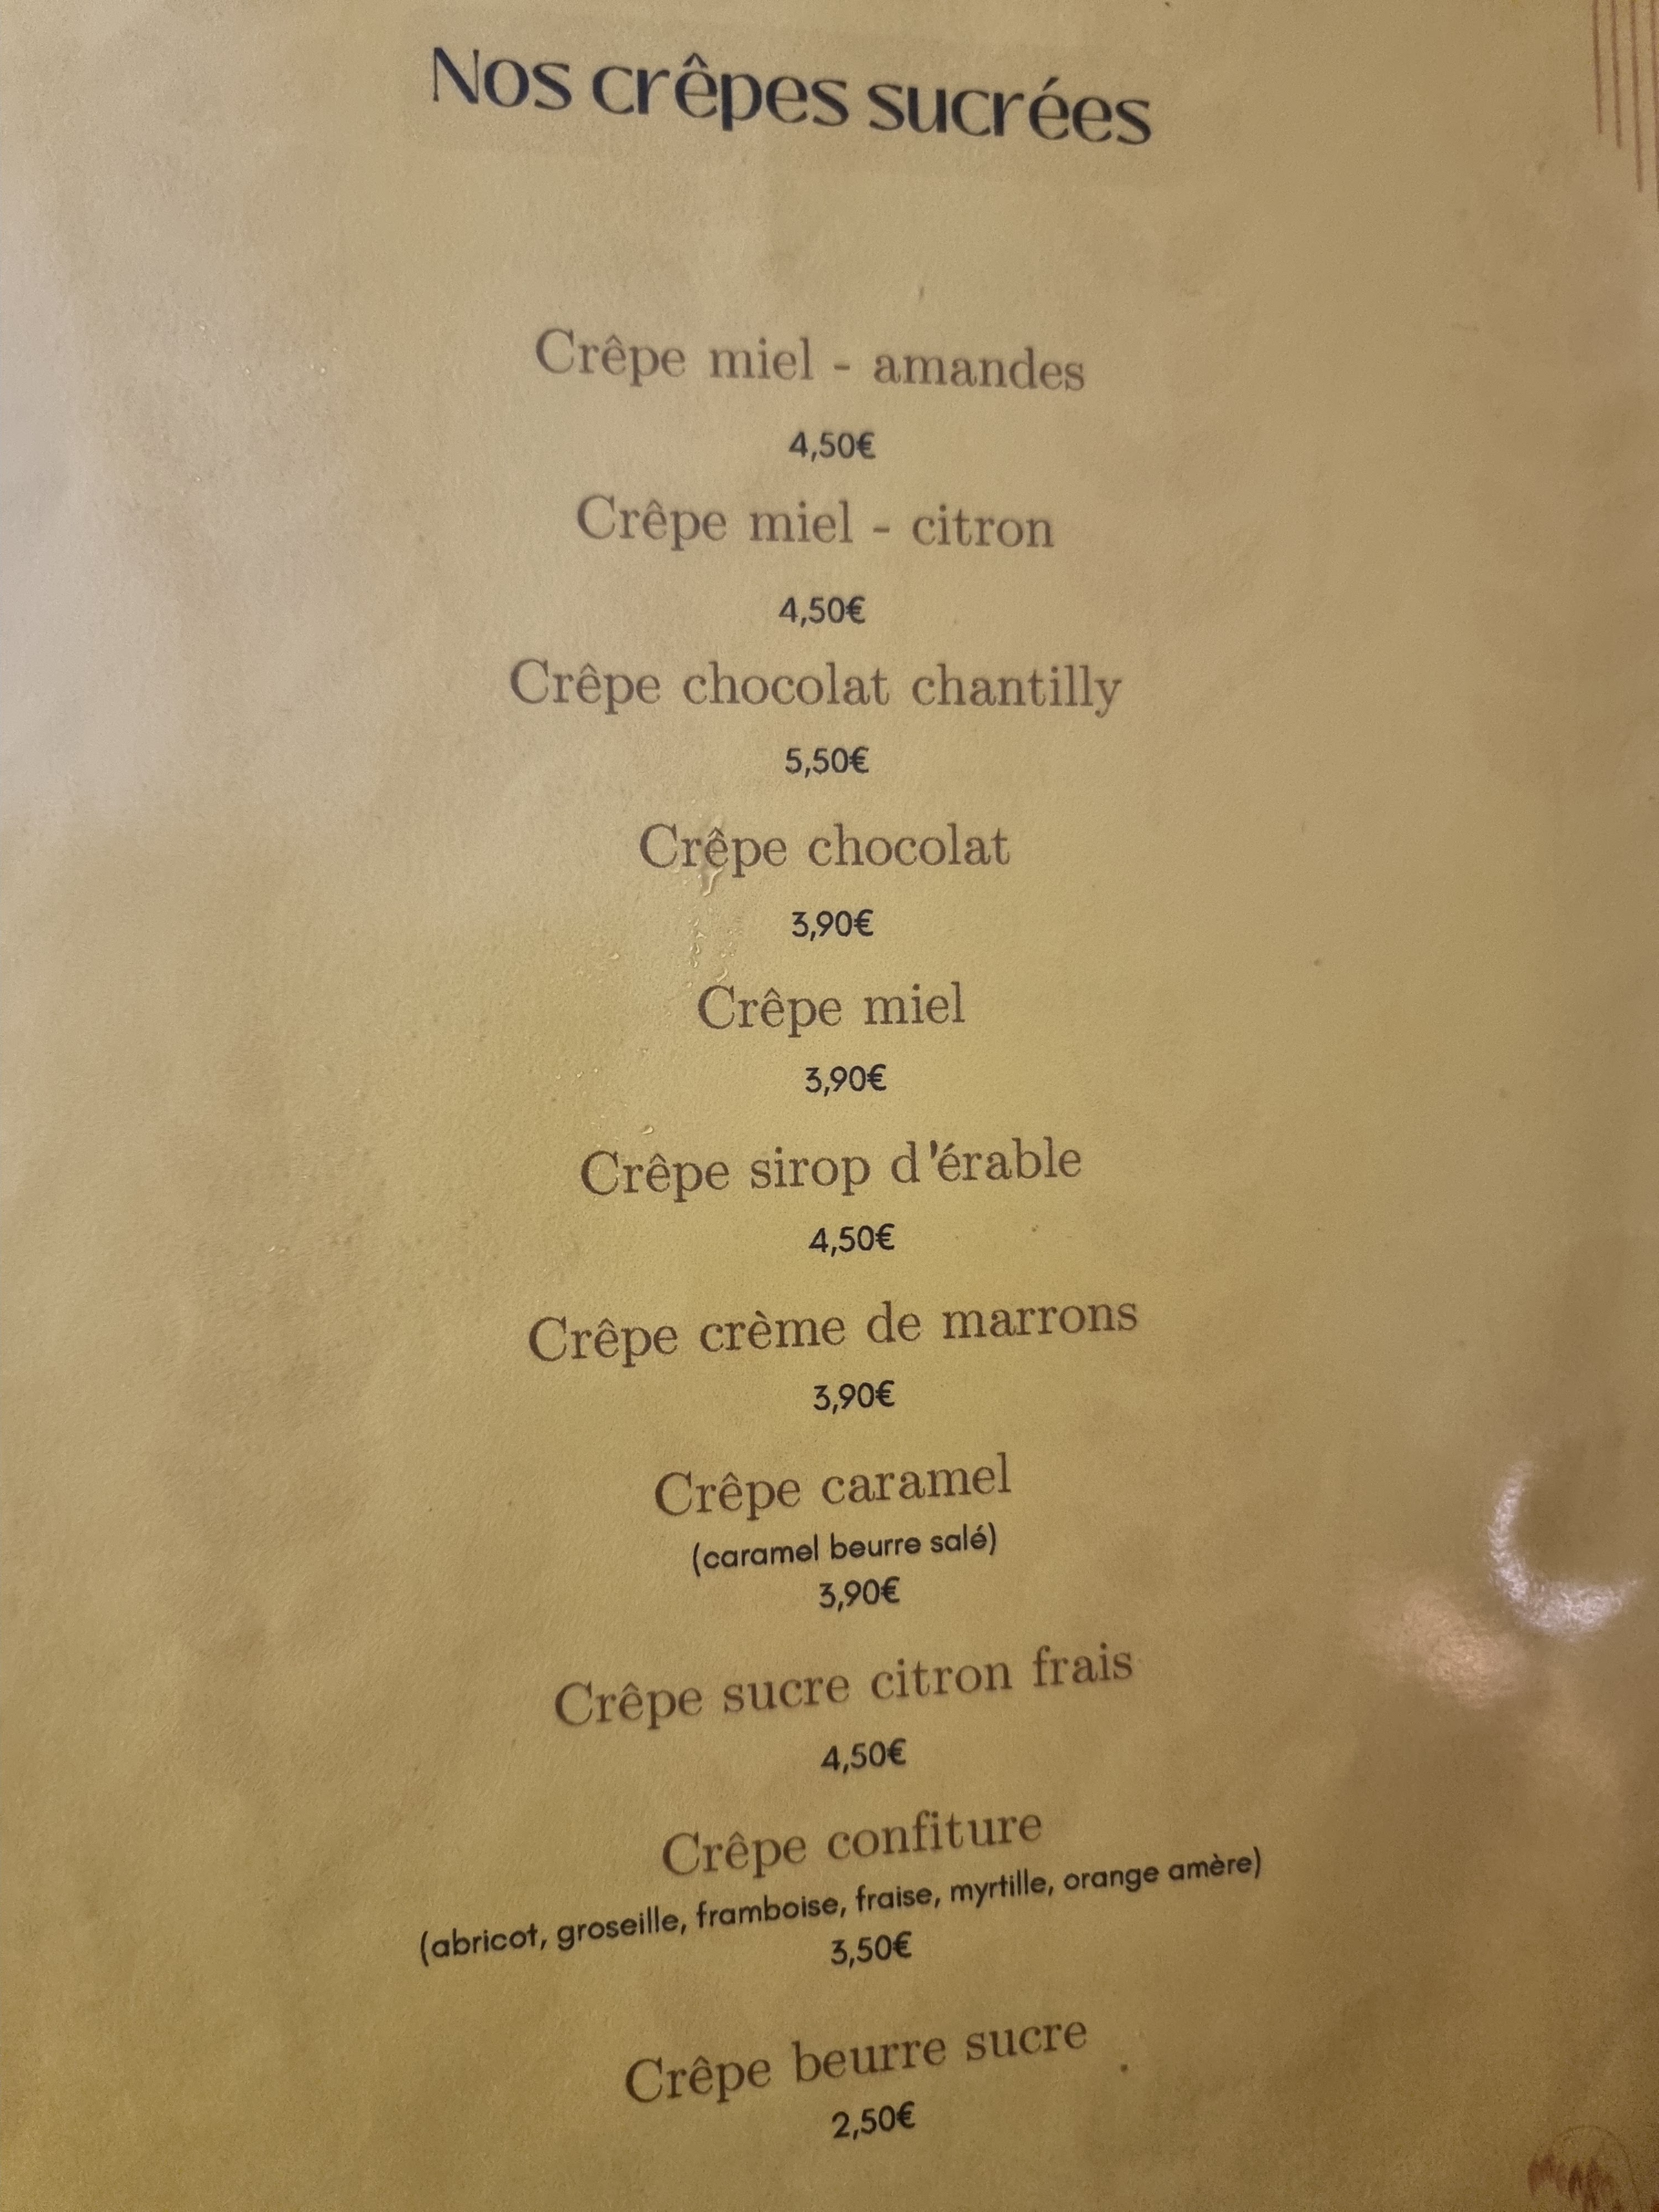 Nos crêpes sucrées
Crêpe miel - amandes
4,50€
Crêpe miel - citron
4,50€
Crêpe chocolat chantilly
5,50€
Crêpe chocolat
3,90€
Crêpe miel
3,90€
Crêpe sirop d'érable
4,50€
Crêpe crème de marrons
3,90€
Crêpe caramel
(caramel beurre salé)
3,90€
Crêpe sucre citron frais
4,50€
Crêpe confiture
(abricot, groseille, framboise, fraise, myrtille, orange amère)
3,50€
Crêpe beurre sucre
2,50€